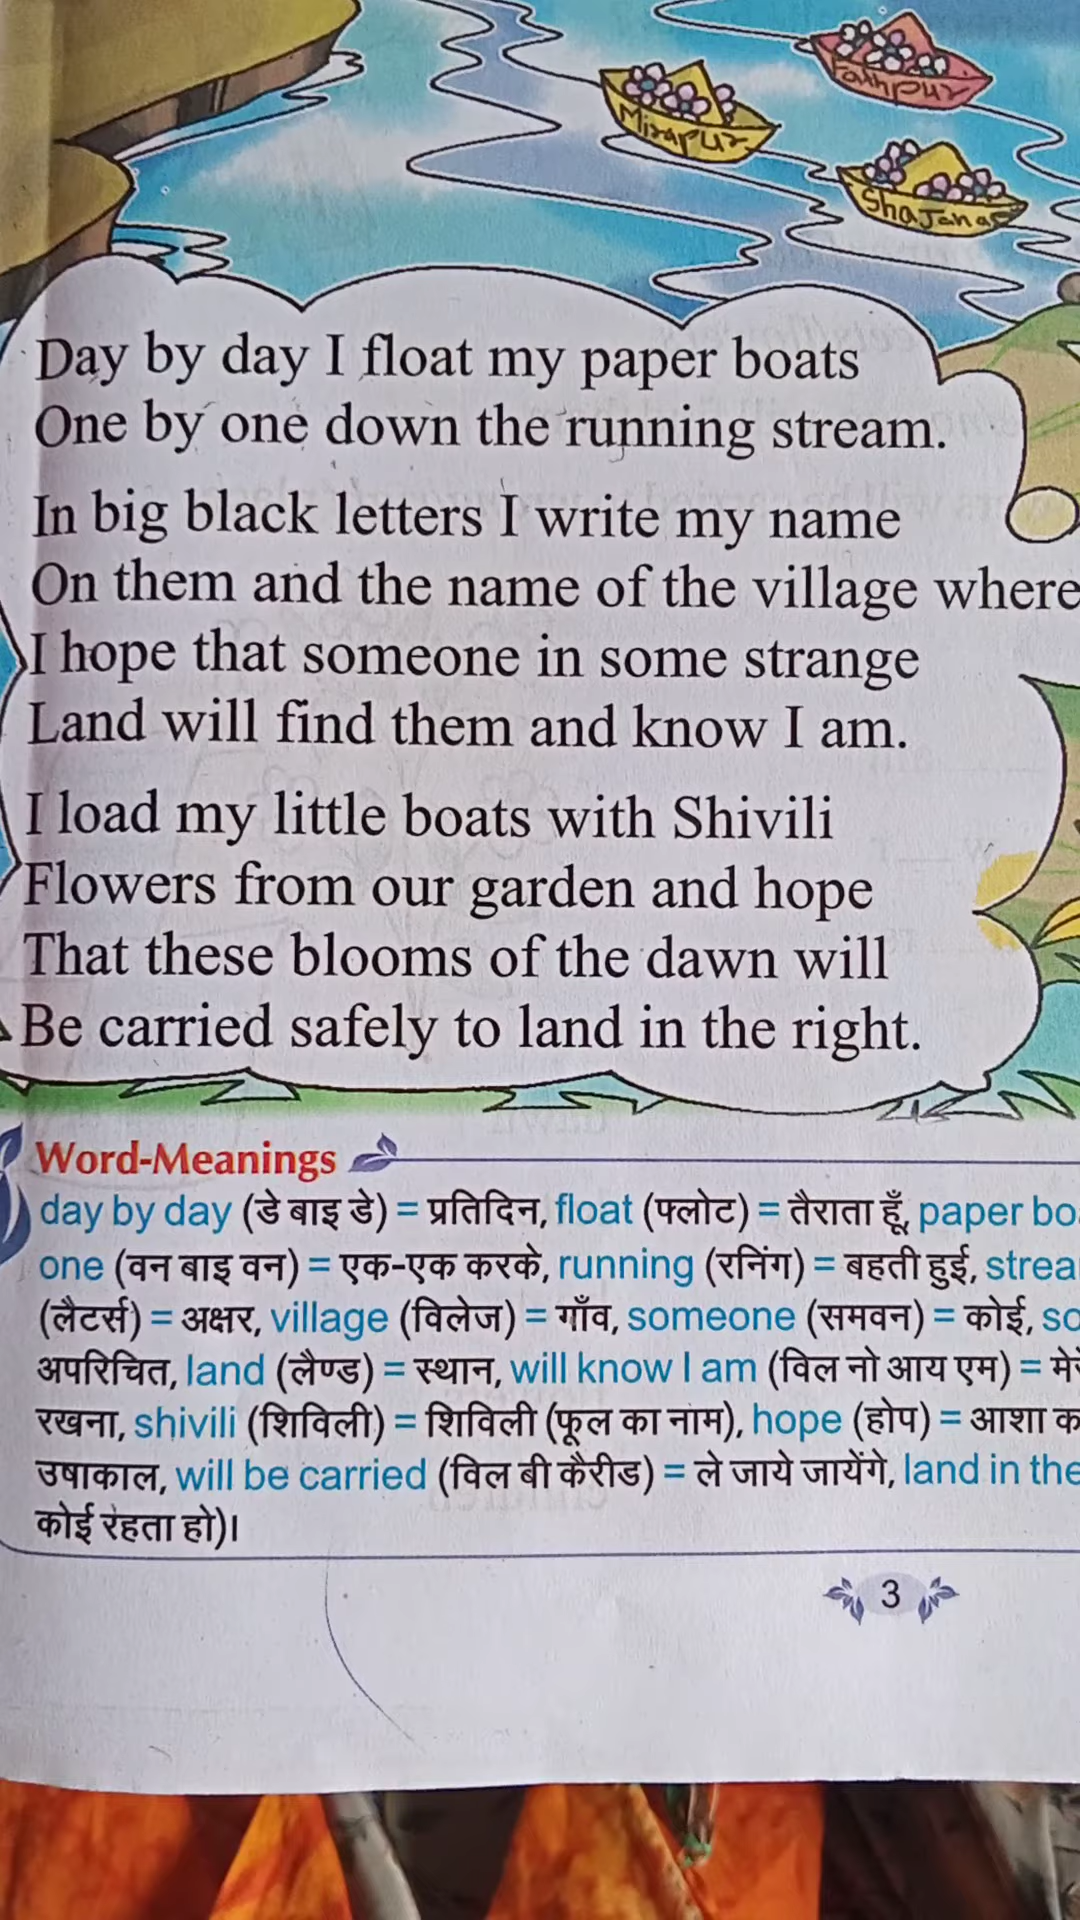 Fathpur
Mirapur
Shajana
Day by day I float my paper boats
One by one down the running stream.
In big black letters I write my name
On them and the name of the village where
I hope that someone in some strange
Land will find them and know I am.
I load my little boats with Shivili
Flowers from our garden and hope
That these blooms of the dawn will
Be carried safely to land in the right.
Word-Meanings
day by day (डे बाइ डे) = प्रतिदिन, float (फ्लोट) = तैराता हूँ, paper bo
one (वन बाइ वन) = एक-एक करके, running (रनिंग) = बहती हुई, strea
(लैटर्स) = अक्षर, village (विलेज) = गाँव, someone (समवन) = कोई, so
अपरिचित, land (लैण्ड) = स्थान, will know I am (विल नो आय एम) = मेरे
रखना, shivili (शिविली) = शिविली (फूल का नाम), hope (होप) = आशा क
उषाकाल, will be carried (विल बी कैरीड) = ले जाये जायेंगे, land in the
कोई रहता हो)।
3